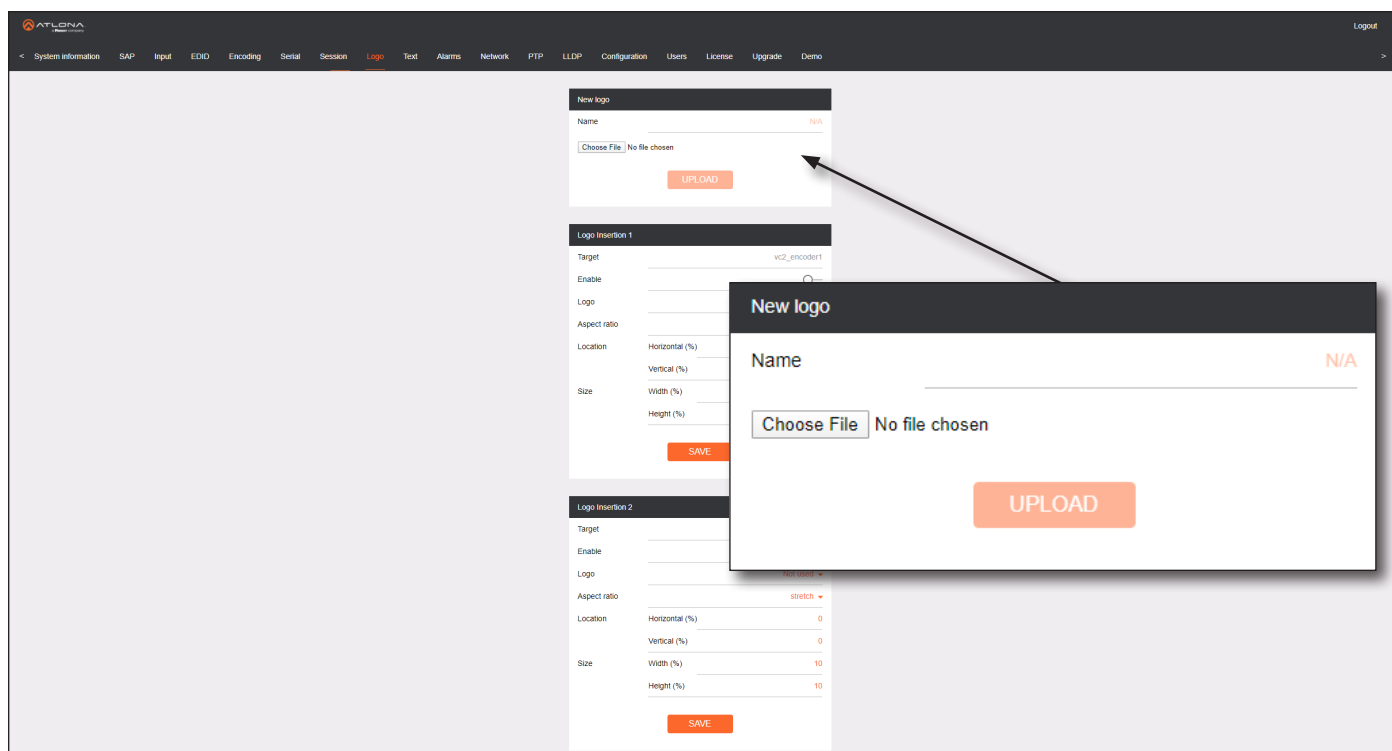 ATLONA
Logout
< System information SAP Input EDID Encoding Serial Session Logo Text Alarms Network PTP LLDP Configuration Users License Upgrade Demo >
New logo
Name N/A
Choose File No file chosen
UPLOAD
Logo Insertion 1
Target vc2_encoder1
Enable
Logo
Aspect ratio
Location Horizontal (%)
Vertical (%)
Size Width (%)
Height (%)
SAVE
New logo
Name N/A
Choose File No file chosen
UPLOAD
Logo Insertion 2
Target
Enable
Logo Not used
Aspect ratio stretch
Location Horizontal (%) 0
Vertical (%) 0
Size Width (%) 10
Height (%) 10
SAVE